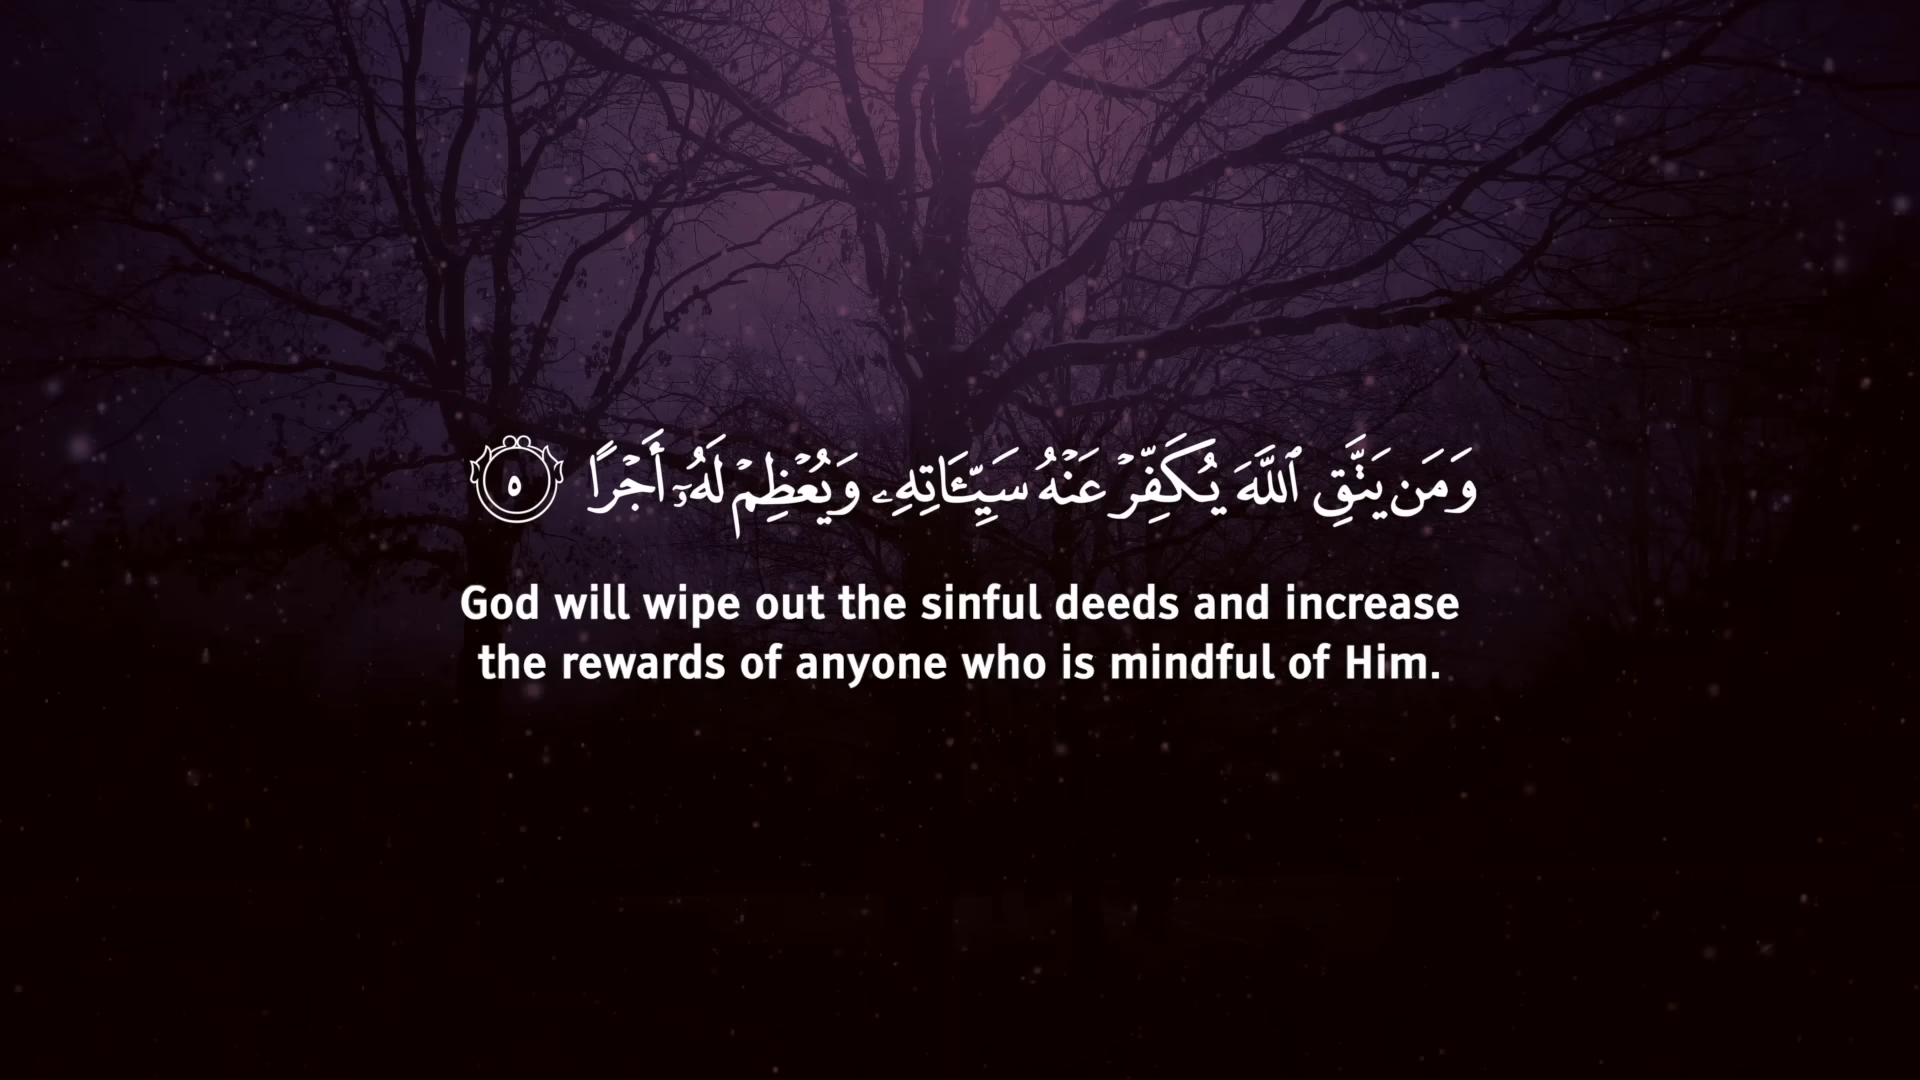 وَمَن يَتَّقِ ٱللَّهَ يُكَفِّرْ عَنْهُ سَيِّـَٔاتِهِۦ وَيُعْظِمْ لَهُۥٓ أَجْرًا ٥
God will wipe out the sinful deeds and increase
the rewards of anyone who is mindful of Him.